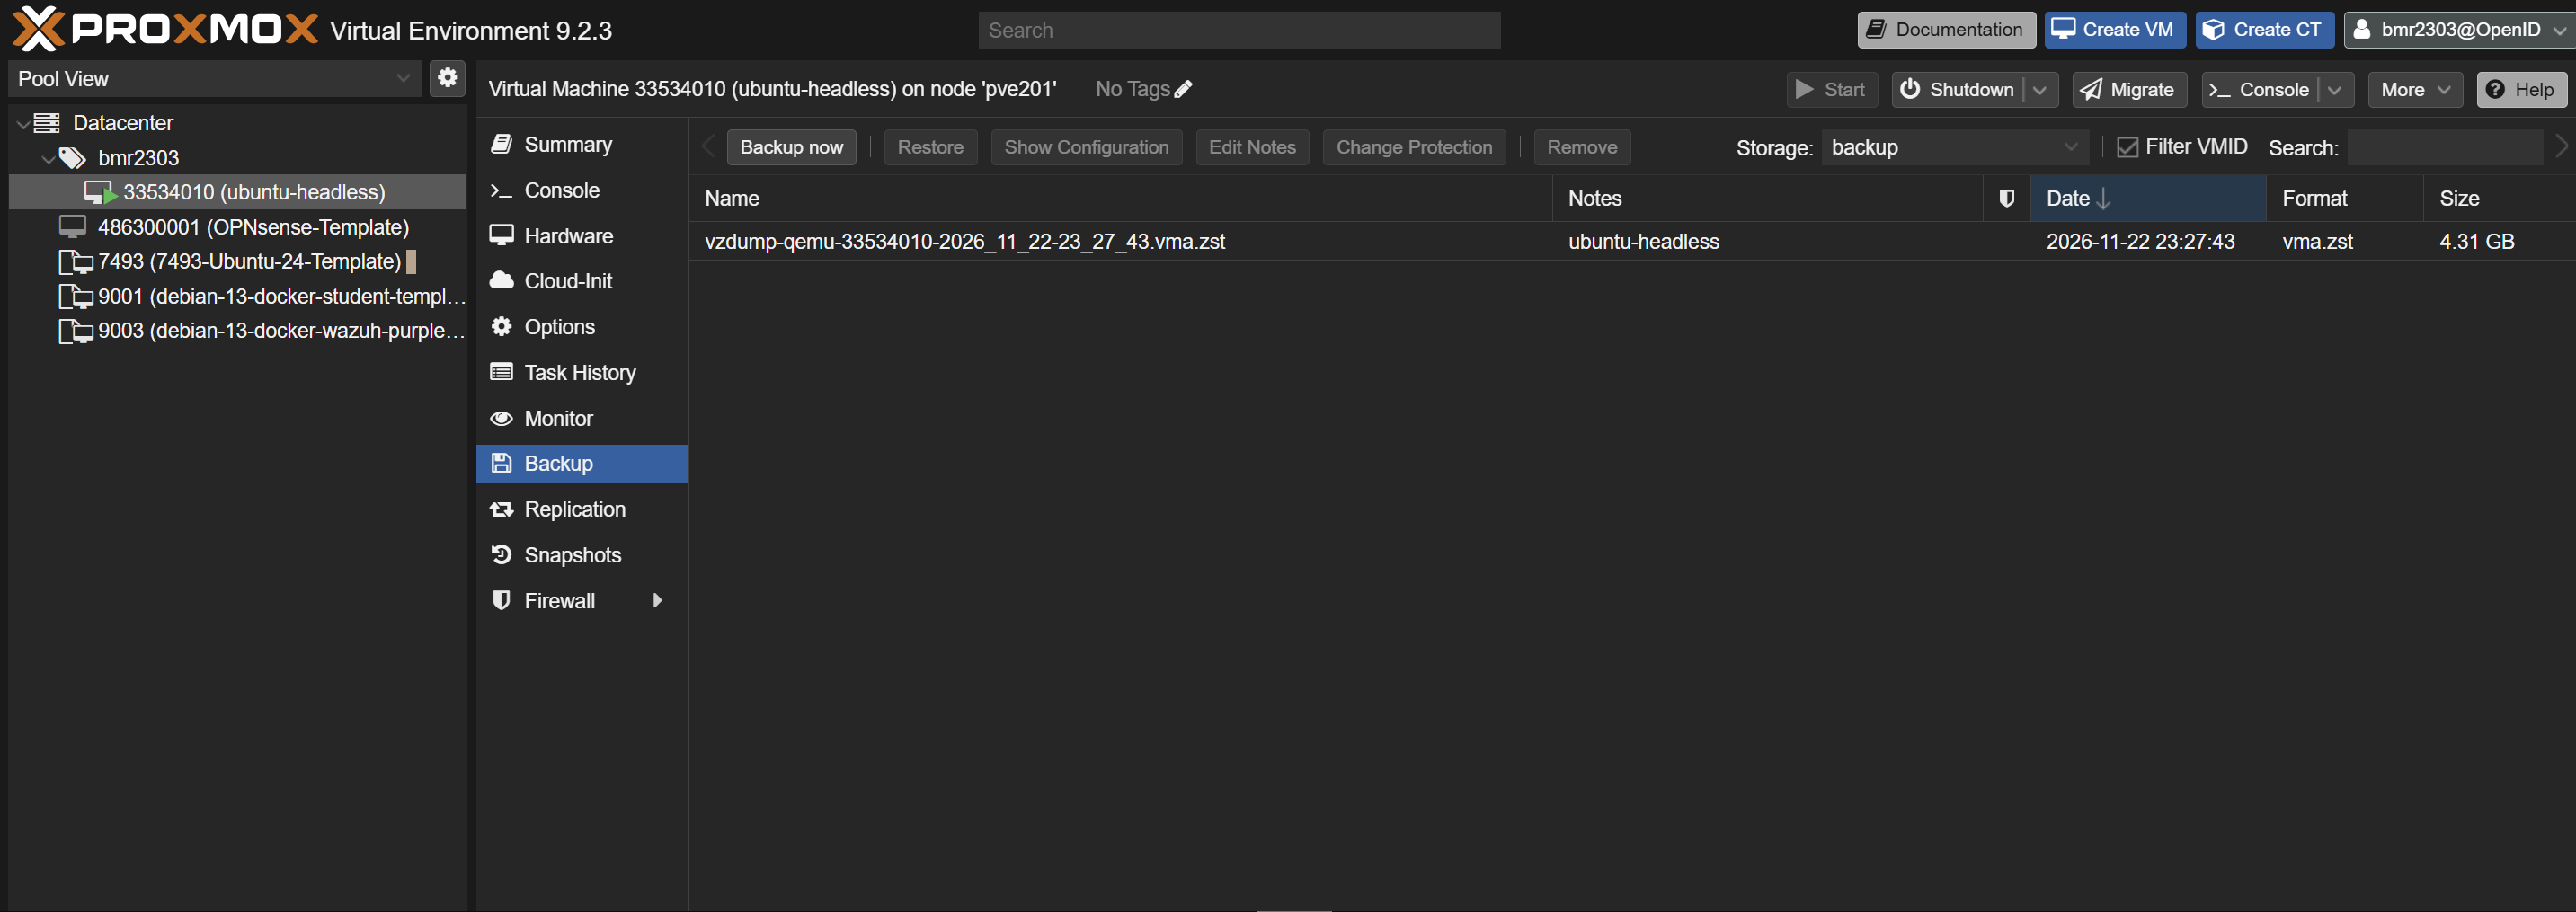 PROXMOX Virtual Environment 9.2.3
Search
Documentation
Create VM
Create CT
bmr2303@OpenID
Pool View
Datacenter
bmr2303
33534010 (ubuntu-headless)
486300001 (OPNsense-Template)
7493 (7493-Ubuntu-24-Template)
9001 (debian-13-docker-student-templ...
9003 (debian-13-docker-wazuh-purple...
Virtual Machine 33534010 (ubuntu-headless) on node 'pve201'
No Tags
Start
Shutdown
Migrate
Console
More
Help
Summary
Console
Hardware
Cloud-Init
Options
Task History
Monitor
Backup
Replication
Snapshots
Firewall
Backup now
Restore
Show Configuration
Edit Notes
Change Protection
Remove
Storage: backup
Filter VMID
Search:
Name Notes Date Format Size
vzdump-qemu-33534010-2026_11_22-23_27_43.vma.zst ubuntu-headless 2026-11-22 23:27:43 vma.zst 4.31 GB